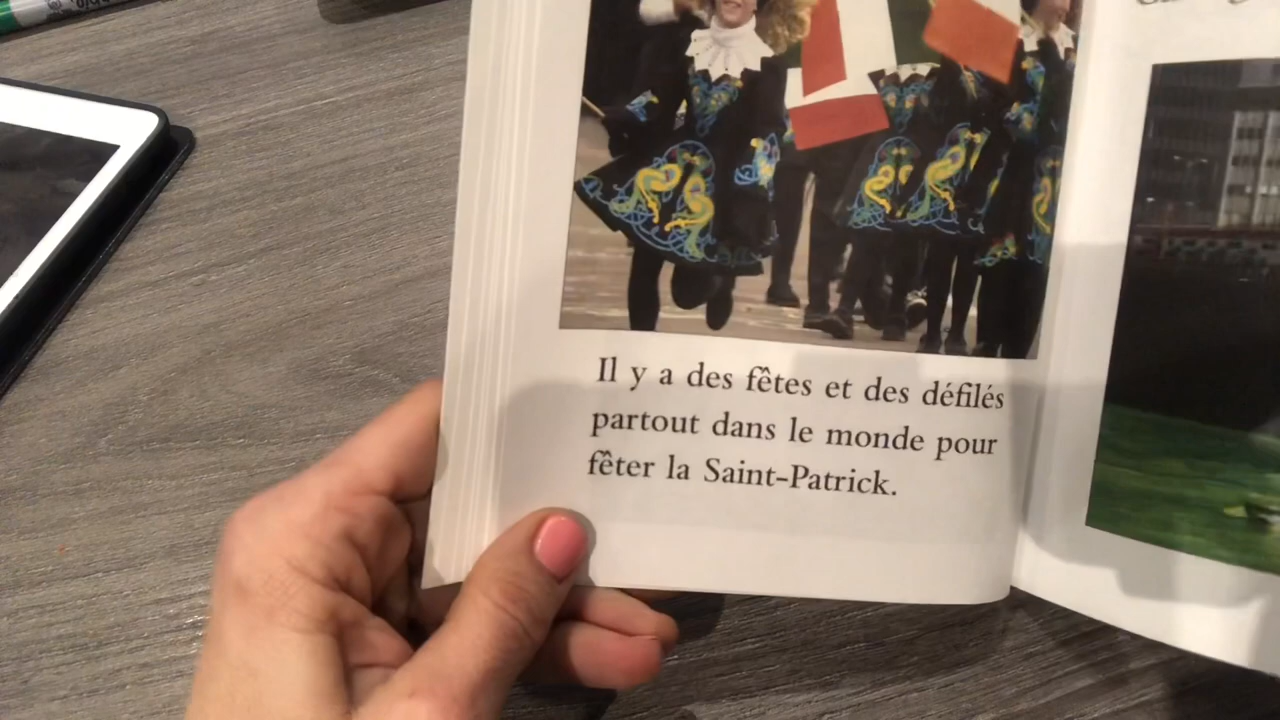 Il y a des fêtes et des défilés
partout dans le monde pour
fêter la Saint-Patrick.